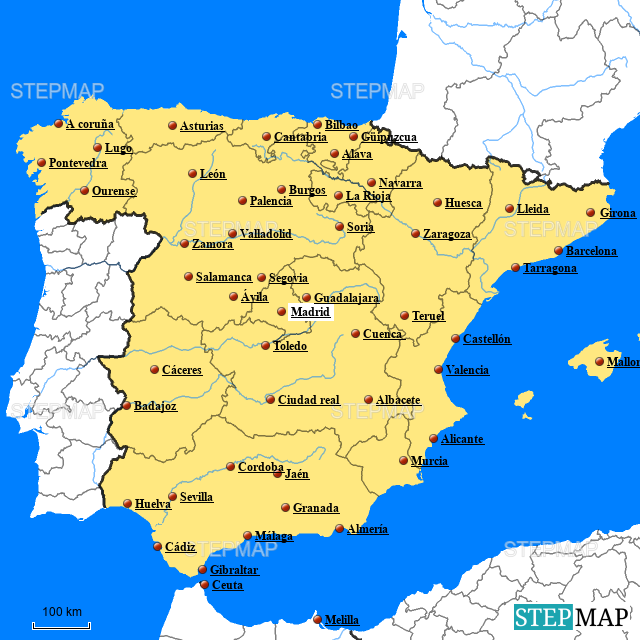 STEPMAP STEPMAP
A coruña
Asturias
Bilbao
Cantabria
Güipuzcua
Lugo
Alava
Pontevedra
León
Navarra
Ourense
Burgos
La Rioja
Palencia
Huesca
Lleida
Girona
Soria
STEPMAP STEPMAP
Valladolid
Zaragoza
Zamora
Barcelona
Tarragona
Salamanca
Segovia
Ávila
Guadalajara
Madrid
Teruel
Cuenca
Castellón
Toledo
Mallor
Cáceres
Valencia
Badajoz
Ciudad real
Albacete
STEPMAP STEPMAP
Alicante
Murcia
Cordoba
Jaén
Sevilla
Huelva
Granada
Almería
Málaga
Cádiz
STEPMAP STEPMAP
Gibraltar
Ceuta
100 km
Melilla
STEPMAP